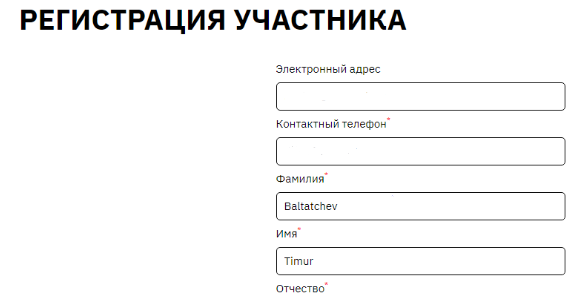 РЕГИСТРАЦИЯ УЧАСТНИКА
Электронный адрес
Контактный телефон*
Фамилия*
Baltatchev
Имя*
Timur
Отчество*